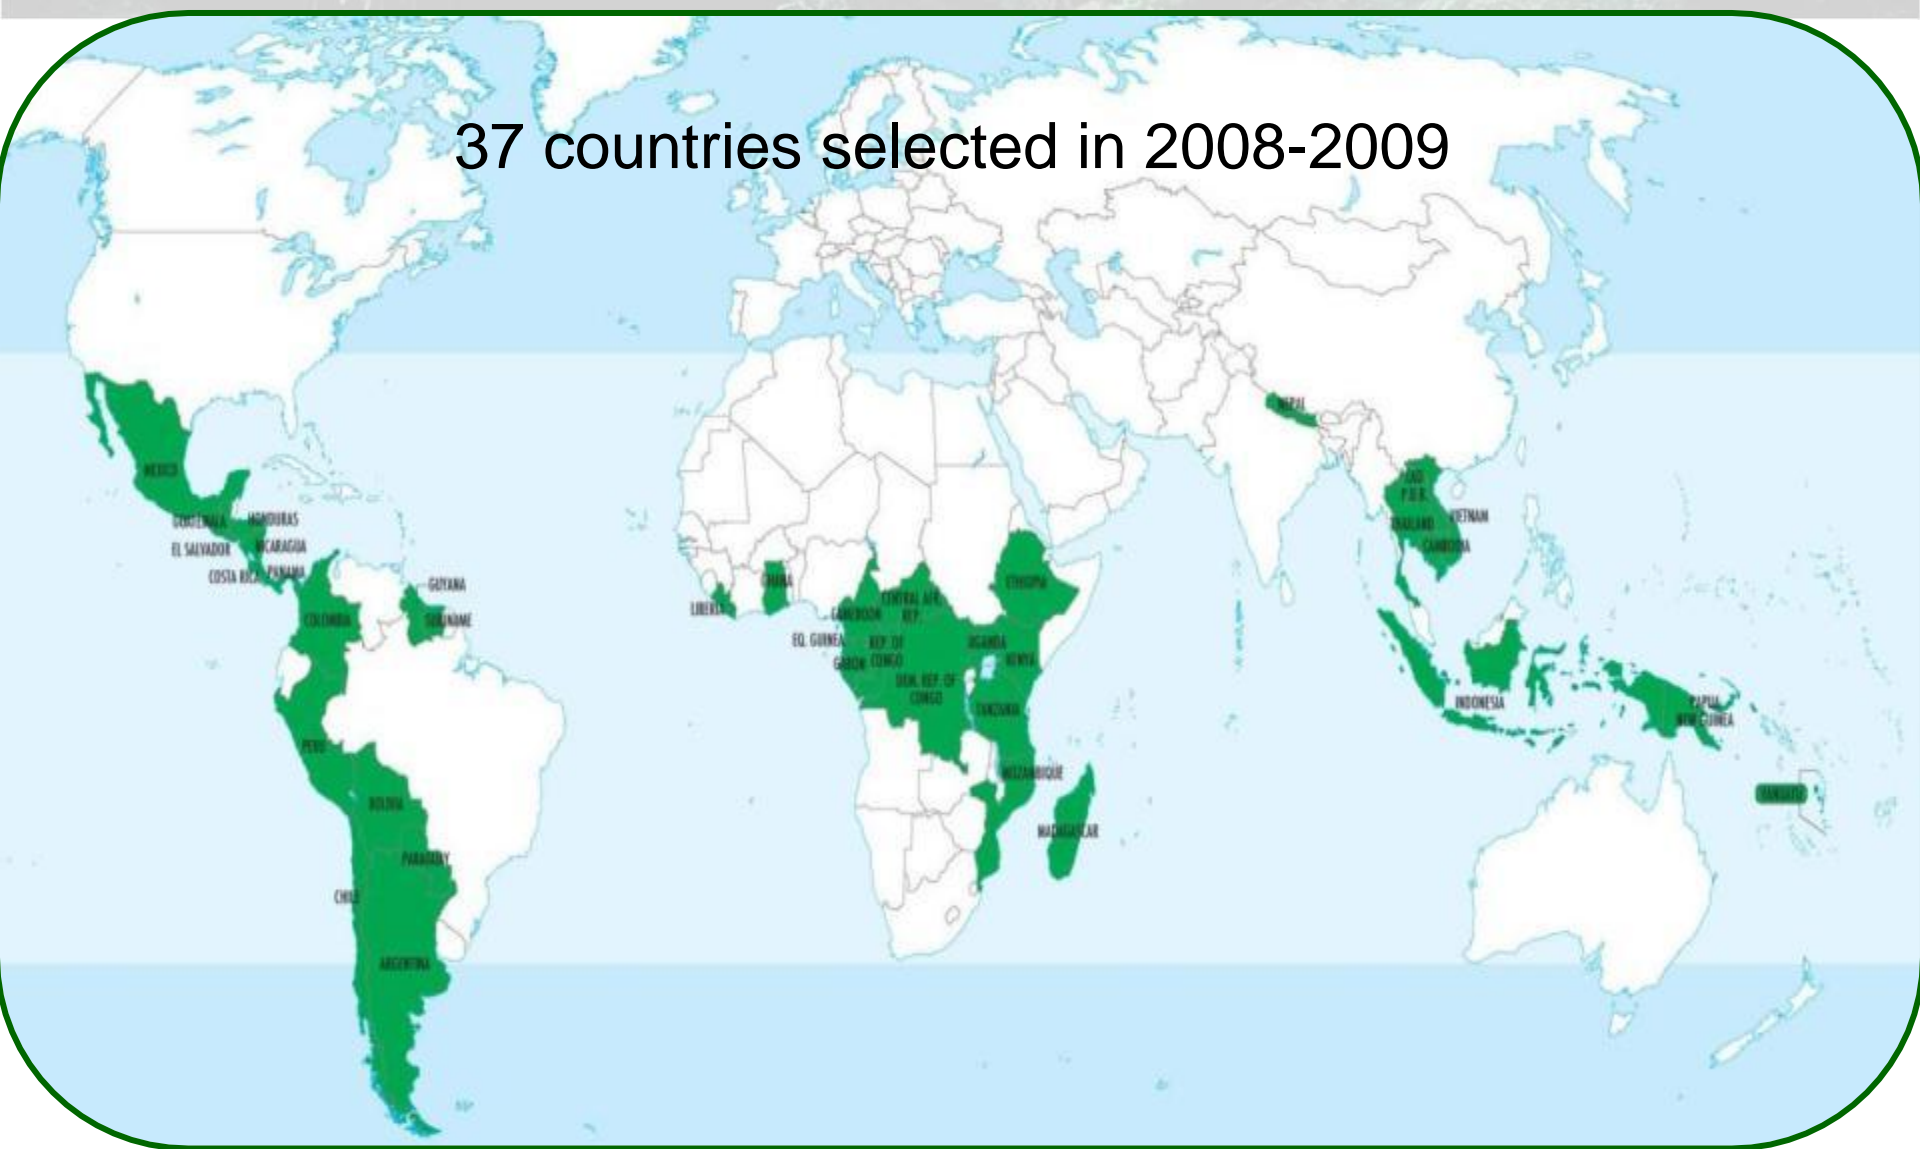 37 countries selected in 2008-2009
NEPAL
MEXICO
LAO
P.D.R.
GUATEMALA
HONDURAS
THAILAND
VIETNAM
EL SALVADOR
NICARAGUA
CAMBODIA
COSTA RICA
PANAMA
GUYANA
GHANA
ETHIOPIA
LIBERIA
COLOMBIA
SURINAME
CAMEROON
CENTRAL AFR.
REP.
EQ. GUINEA
REP. OF
CONGO
UGANDA
GABON
KENYA
DEM. REP. OF
CONGO
TANZANIA
INDONESIA
PAPUA
NEW GUINEA
PERU
MOZAMBIQUE
VANUATU
BOLIVIA
MADAGASCAR
PARAGUAY
CHILE
ARGENTINA